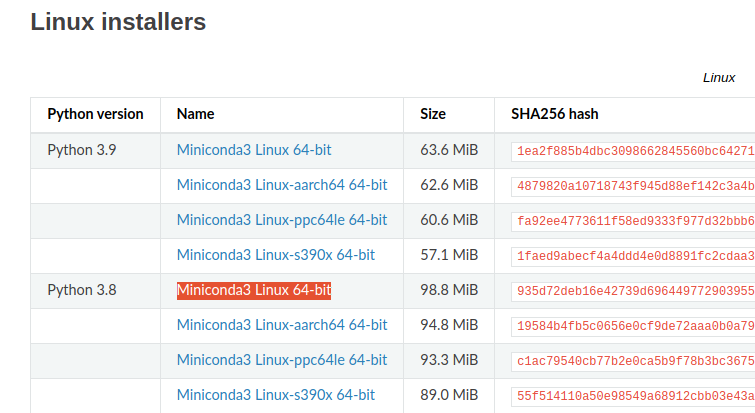 Linux installers
Linux
Python version Name Size SHA256 hash
Python 3.9 Miniconda3 Linux 64-bit 63.6 MiB 1ea2f885b4dbc3098662845560bc64271
Miniconda3 Linux-aarch64 64-bit 62.6 MiB 4879820a10718743f945d88ef142c3a4b
Miniconda3 Linux-ppc64le 64-bit 60.6 MiB fa92ee4773611f58ed9333f977d32bbb6
Miniconda3 Linux-s390x 64-bit 57.1 MiB 1faed9abecf4a4ddd4e0d8891fc2cdaa3
Python 3.8 Miniconda3 Linux 64-bit 98.8 MiB 935d72deb16e42739d696449772903955
Miniconda3 Linux-aarch64 64-bit 94.8 MiB 19584b4fb5c0656e0cf9de72aaa0b0a79
Miniconda3 Linux-ppc64le 64-bit 93.3 MiB c1ac79540cb77b2e0ca5b9f78b3bc3675
Miniconda3 Linux-s390x 64-bit 89.0 MiB 55f514110a50e98549a68912cbb03e43a